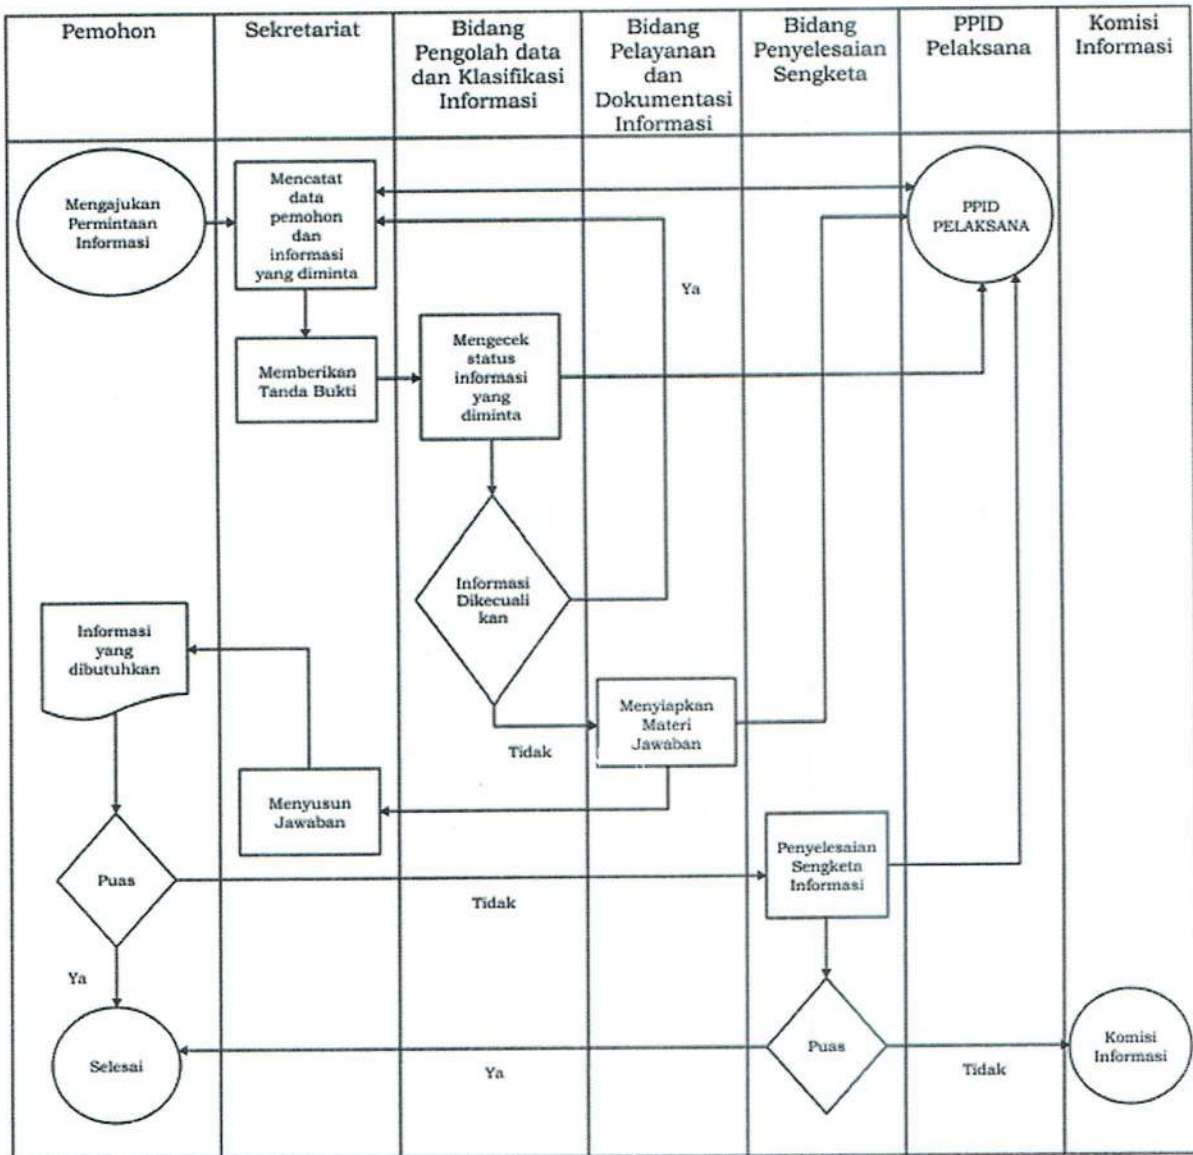 Pemohon
Sekretariat
Bidang
Pengolah data
dan Klasifikasi
Informasi
Bidang
Pelayanan
dan
Dokumentasi
Informasi
Bidang
Penyelesaian
Sengketa
PPID
Pelaksana
Komisi
Informasi
Mengajukan
Permintaan
Informasi
Mencatat
data
pemohon
dan
informasi
yang diminta
PPID
PELAKSANA
Ya
Memberikan
Tanda Bukti
Mengecek
status
informasi
yang
diminta
Informasi
Dikecuali
kan
Informasi
yang
dibutuhkan
Tidak
Menyiapkan
Materi
Jawaban
Menyusun
Jawaban
Puas
Tidak
Penyelesaian
Sengketa
Informasi
Ya
Selesai
Ya
Puas
Tidak
Komisi
Informasi